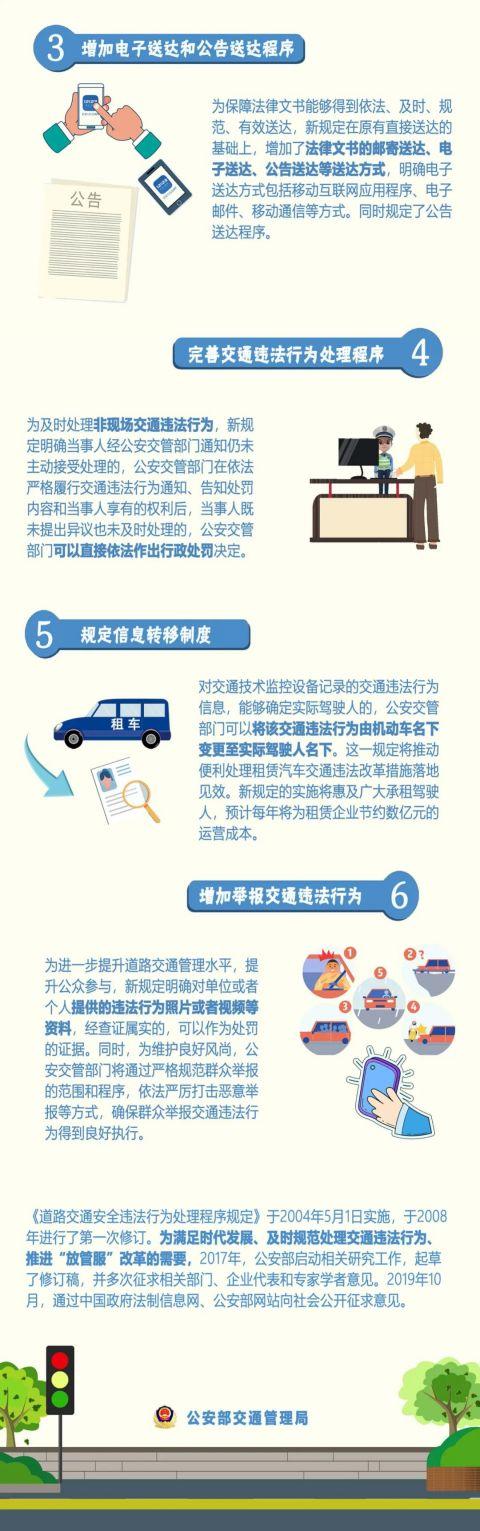 3 增加电子送达和公告送达程序
公告
为保障法律文书能够得到依法、及时、规
范、有效送达，新规定在原有直接送达的
基础上，增加了法律文书的邮寄送达、电
子送达、公告送达等送达方式，明确电子
送达方式包括移动互联网应用程序、电子
邮件、移动通信等方式。同时规定了公告
送达程序。
完善交通违法行为处理程序 4
为及时处理非现场交通违法行为，新规
定明确当事人经公安交管部门通知仍未
主动接受处理的，公安交管部门在依法
严格履行交通违法行为通知、告知处罚
内容和当事人享有的权利后，当事人既
未提出异议也未及时处理的，公安交管
部门可以直接依法作出行政处罚决定。
5 规定信息转移制度
租车
对交通技术监控设备记录的交通违法行为
信息，能够确定实际驾驶人的，公安交管
部门可以将该交通违法行为由机动车名下
变更至实际驾驶人名下。这一规定将推动
便利处理租赁汽车交通违法改革措施落地
见效。新规定的实施将惠及广大承租驾驶
人，预计每年将为租赁企业节约数亿元的
运营成本。
增加举报交通违法行为 6
为进一步提升道路交通管理水平，提
升公众参与，新规定明确对单位或者
个人提供的违法行为照片或者视频等
资料，经查证属实的，可以作为处罚
的证据。同时，为维护良好风尚，公
安交管部门将通过严格规范群众举报
的范围和程序，依法严厉打击恶意举
报等方式，确保群众举报交通违法行
为得到良好执行。
1
2
?
5
3
4
《道路交通安全违法行为处理程序规定》于2004年5月1日实施，于2008
年进行了第一次修订。为满足时代发展、及时规范处理交通违法行为、
推进“放管服”改革的需要，2017年，公安部启动相关研究工作，起草
了修订稿，并多次征求相关部门、企业代表和专家学者意见。2019年10
月，通过中国政府法制信息网、公安部网站向社会公开征求意见。
公安部交通管理局